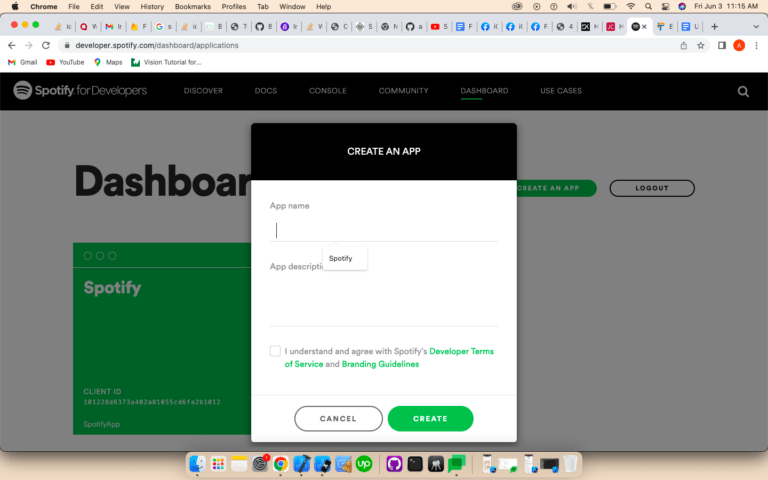 Chrome File Edit View History Bookmarks Profiles Tab Window Help Fri Jun 3 11:15 AM
developer.spotify.com/dashboard/applications
Gmail YouTube Maps Vision Tutorial for...
Spotify for Developers DISCOVER DOCS CONSOLE COMMUNITY DASHBOARD USE CASES
CREATE AN APP
Dashboar
CREATE AN APP LOGOUT
App name
Spotify
App descripti
Spotify
I understand and agree with Spotify's Developer Terms
of Service and Branding Guidelines
CLIENT ID
SpotifyApp
CANCEL CREATE